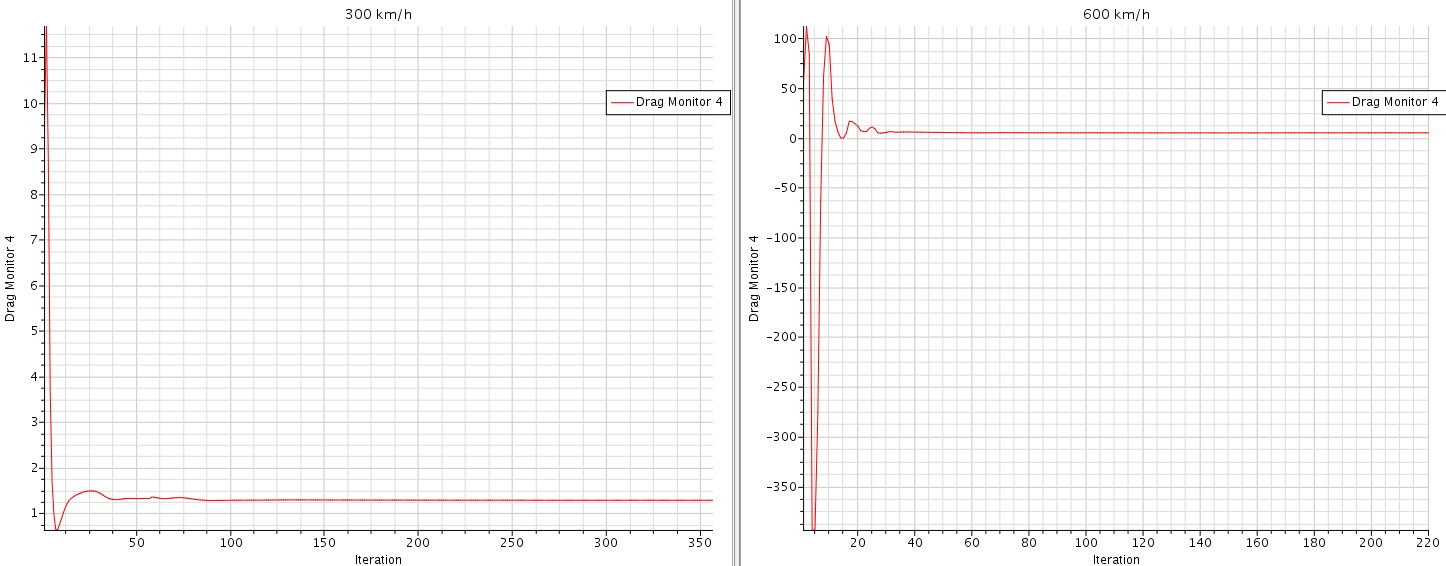 300 km/h
11
10
9
8
7
6
5
4
3
2
1
Drag Monitor 4
Drag Monitor 4
50 100 150 200 250 300 350
Iteration
600 km/h
100
50
0
-50
-100
-150
-200
-250
-300
-350
Drag Monitor 4
Drag Monitor 4
20 40 60 80 100 120 140 160 180 200 220
Iteration